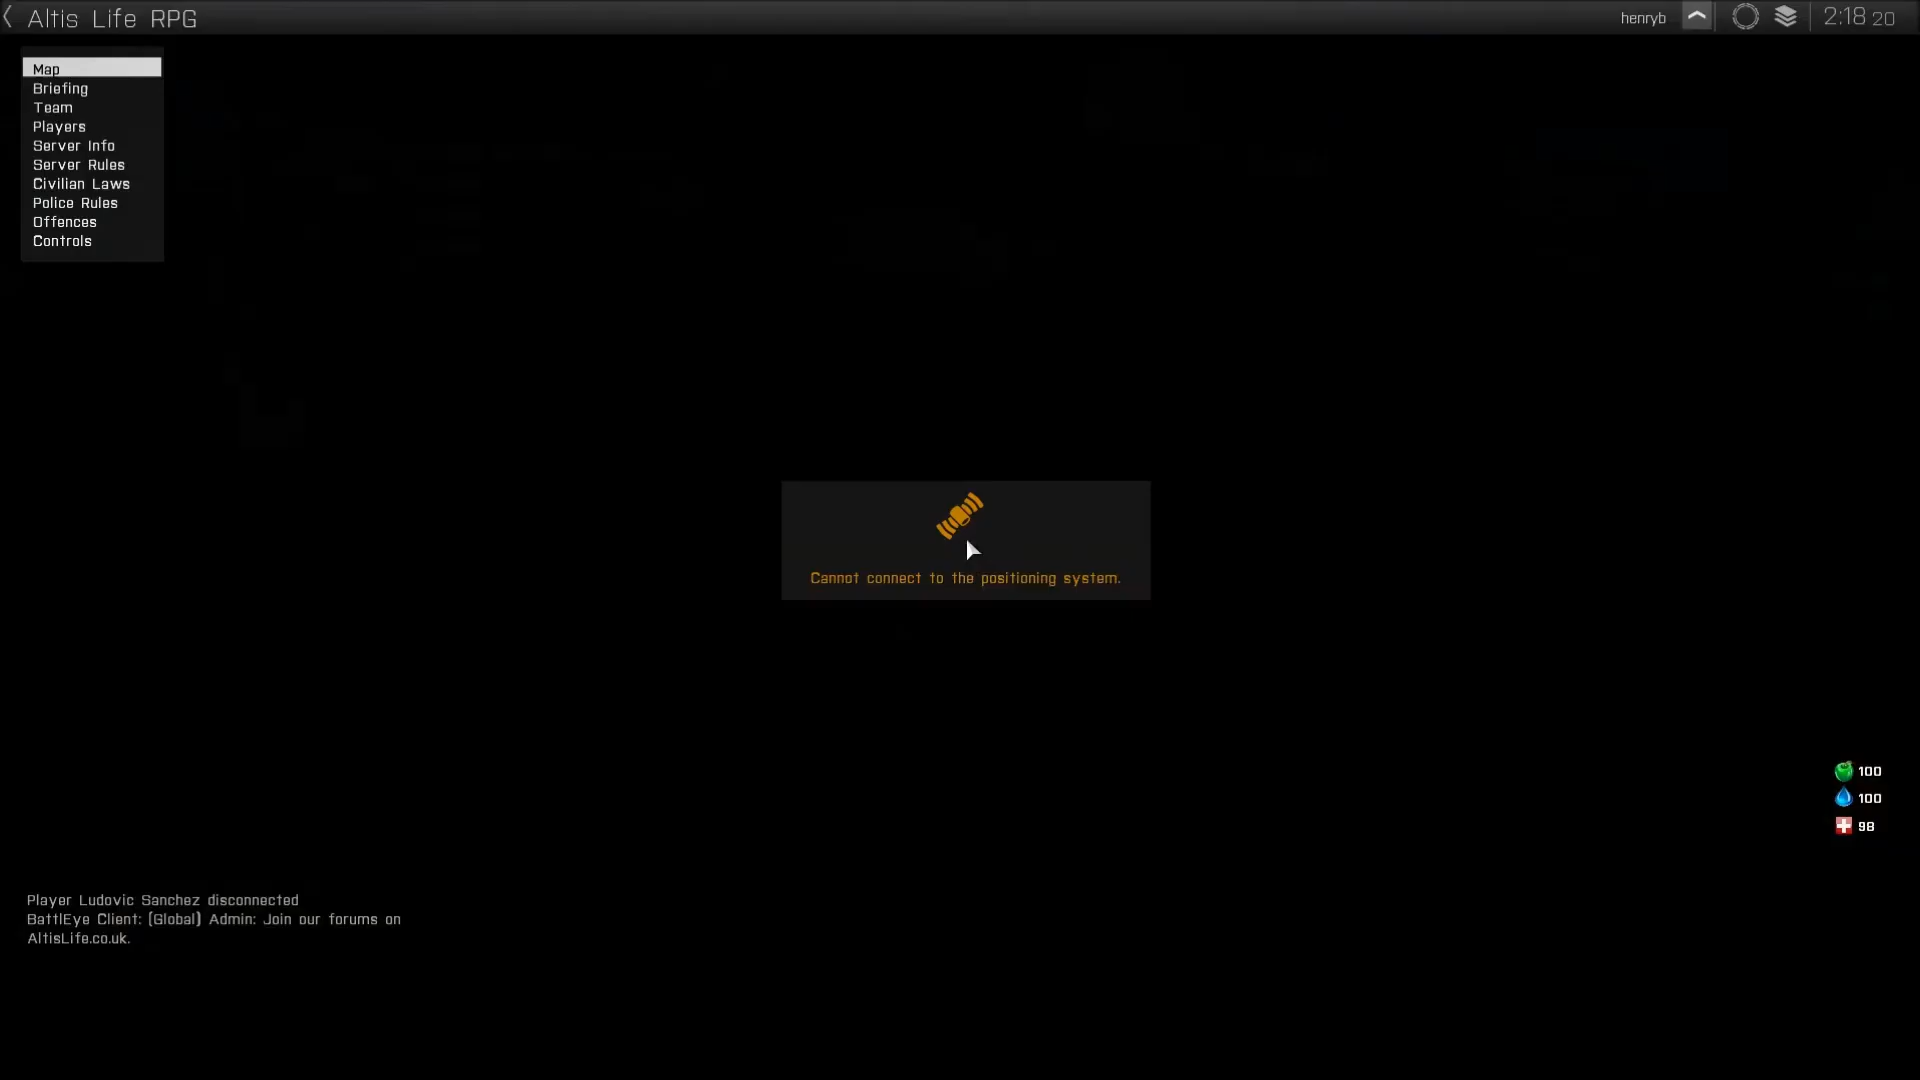 Altis Life RPG
henryb
2:18 20
Map
Briefing
Team
Players
Server Info
Server Rules
Civilian Laws
Police Rules
Offences
Controls
Cannot connect to the positioning system.
100
100
98
Player Ludovic Sanchez disconnected
BattlEye Client: (Global) Admin: Join our forums on
AltisLife.co.uk.